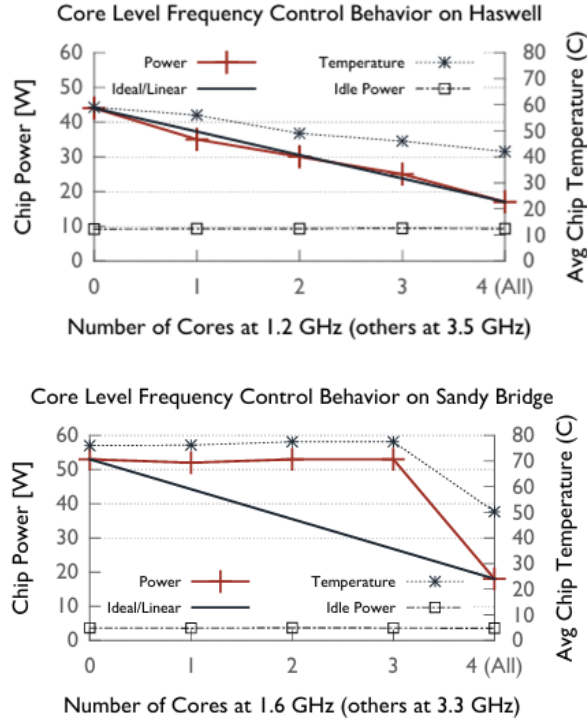 Core Level Frequency Control Behavior on Haswell
60 80
Power Temperature
50 70
Ideal/Linear Idle Power
60
40
50
30
40
20
30
20
10
10
0 0
0 1 2 3 4 (All)
Chip Power [W]
Avg Chip Temperature (C)
Number of Cores at 1.2 GHz (others at 3.5 GHz)
Core Level Frequency Control Behavior on Sandy Bridge
60 80
70
50
60
40
50
30
40
30
20
Power Temperature
20
10
Ideal/Linear Idle Power
10
0 0
0 1 2 3 4 (All)
Chip Power [W]
Avg Chip Temperature (C)
Number of Cores at 1.6 GHz (others at 3.3 GHz)